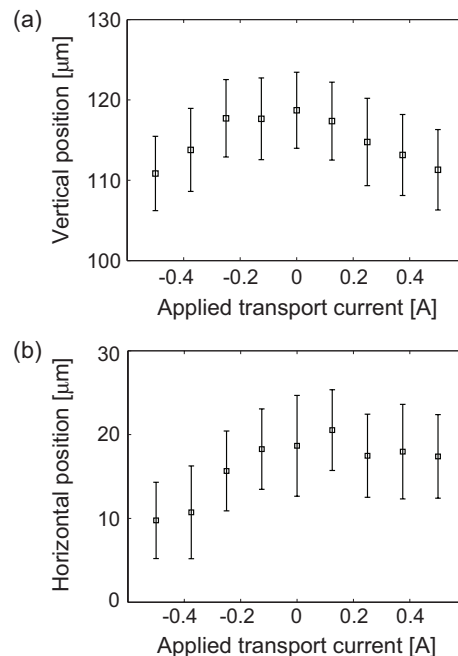 (a)
Vertical position [µm]
130
120
110
100
-0.4 -0.2 0 0.2 0.4
Applied transport current [A]
(b)
Horizontal position [µm]
30
20
10
0
-0.4 -0.2 0 0.2 0.4
Applied transport current [A]